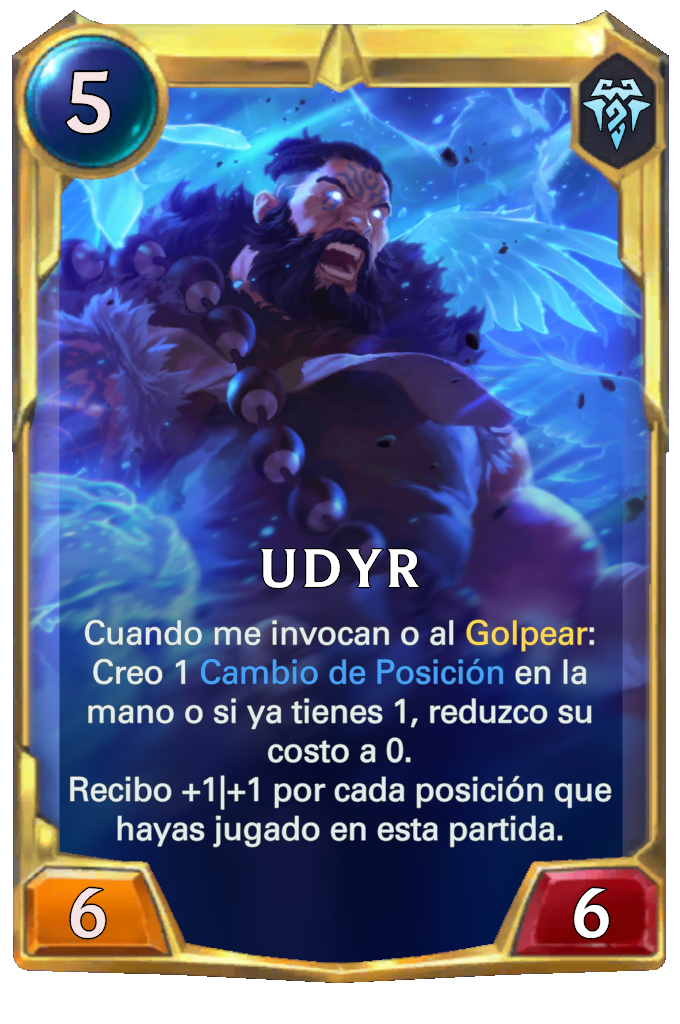 5
UDYR
Cuando me invocan o al Golpear:
Creo 1 Cambio de Posición en la
mano o si ya tienes 1, reduzco su
costo a 0.
Recibo +1|+1 por cada posición que
hayas jugado en esta partida.
6
6